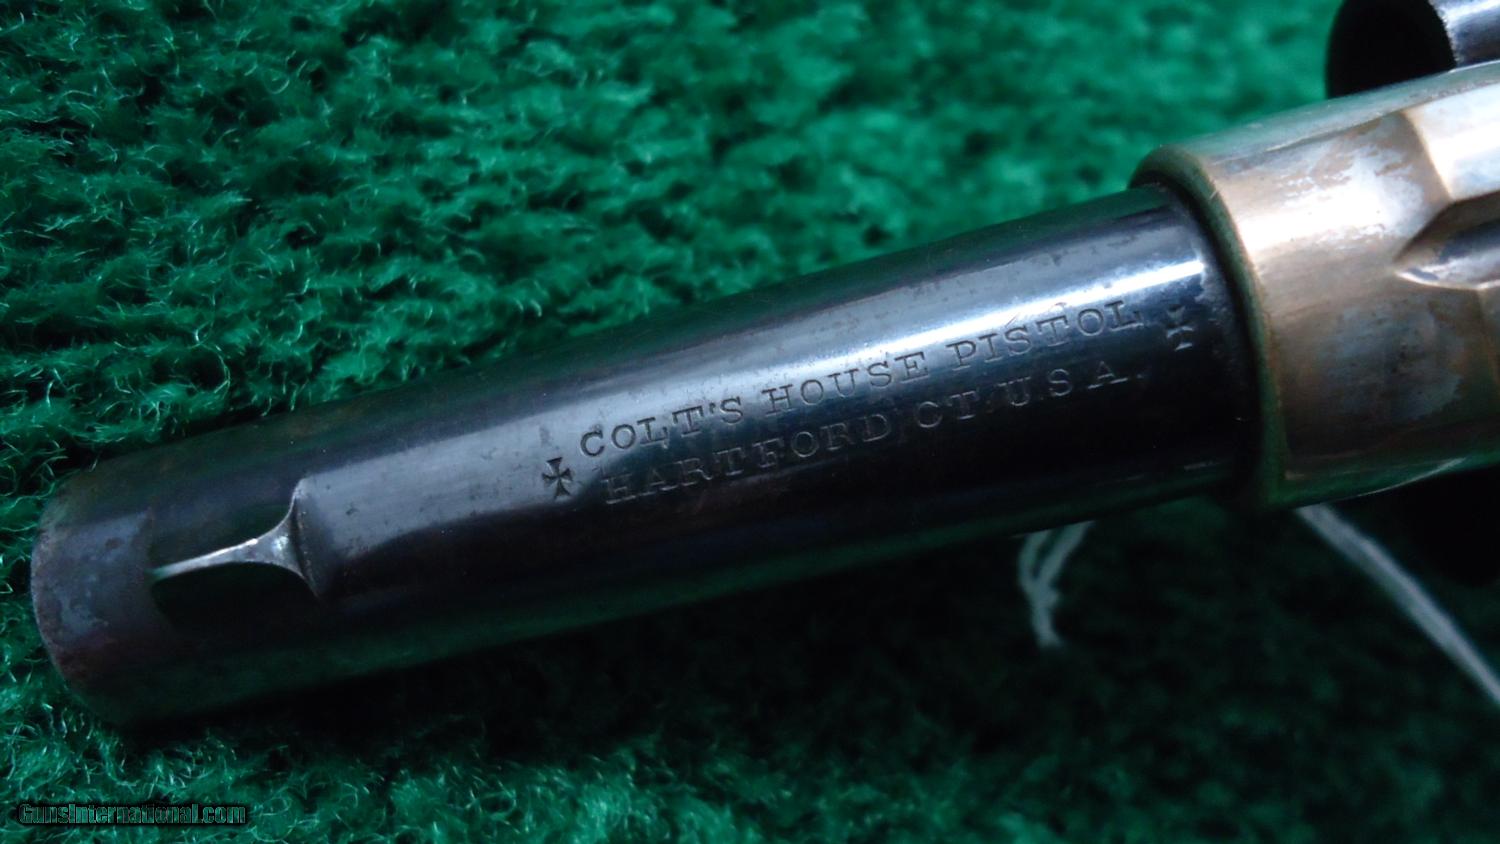 ✠ COLT'S HOUSE PISTOL ✠
HARTFORD CT. U.S.A.
GunsInternational.com